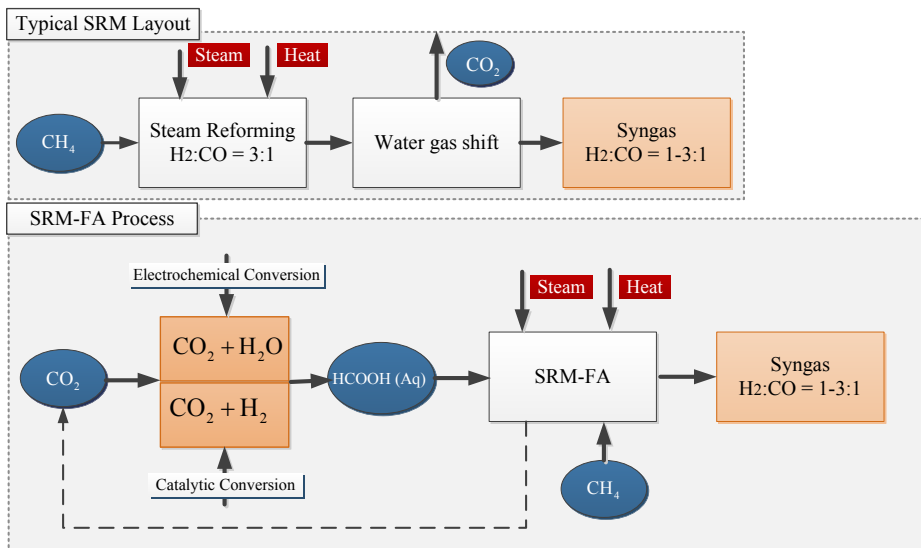 Typical SRM Layout
Steam
Heat
CO₂
CH₄
Steam Reforming
H2:CO = 3:1
Water gas shift
Syngas
H2:CO = 1-3:1
SRM-FA Process
Electrochemical Conversion
Steam
Heat
CO₂
CO₂ + H₂O
CO₂ + H₂
HCOOH (Aq)
SRM-FA
Syngas
H2:CO = 1-3:1
Catalytic Conversion
CH₄